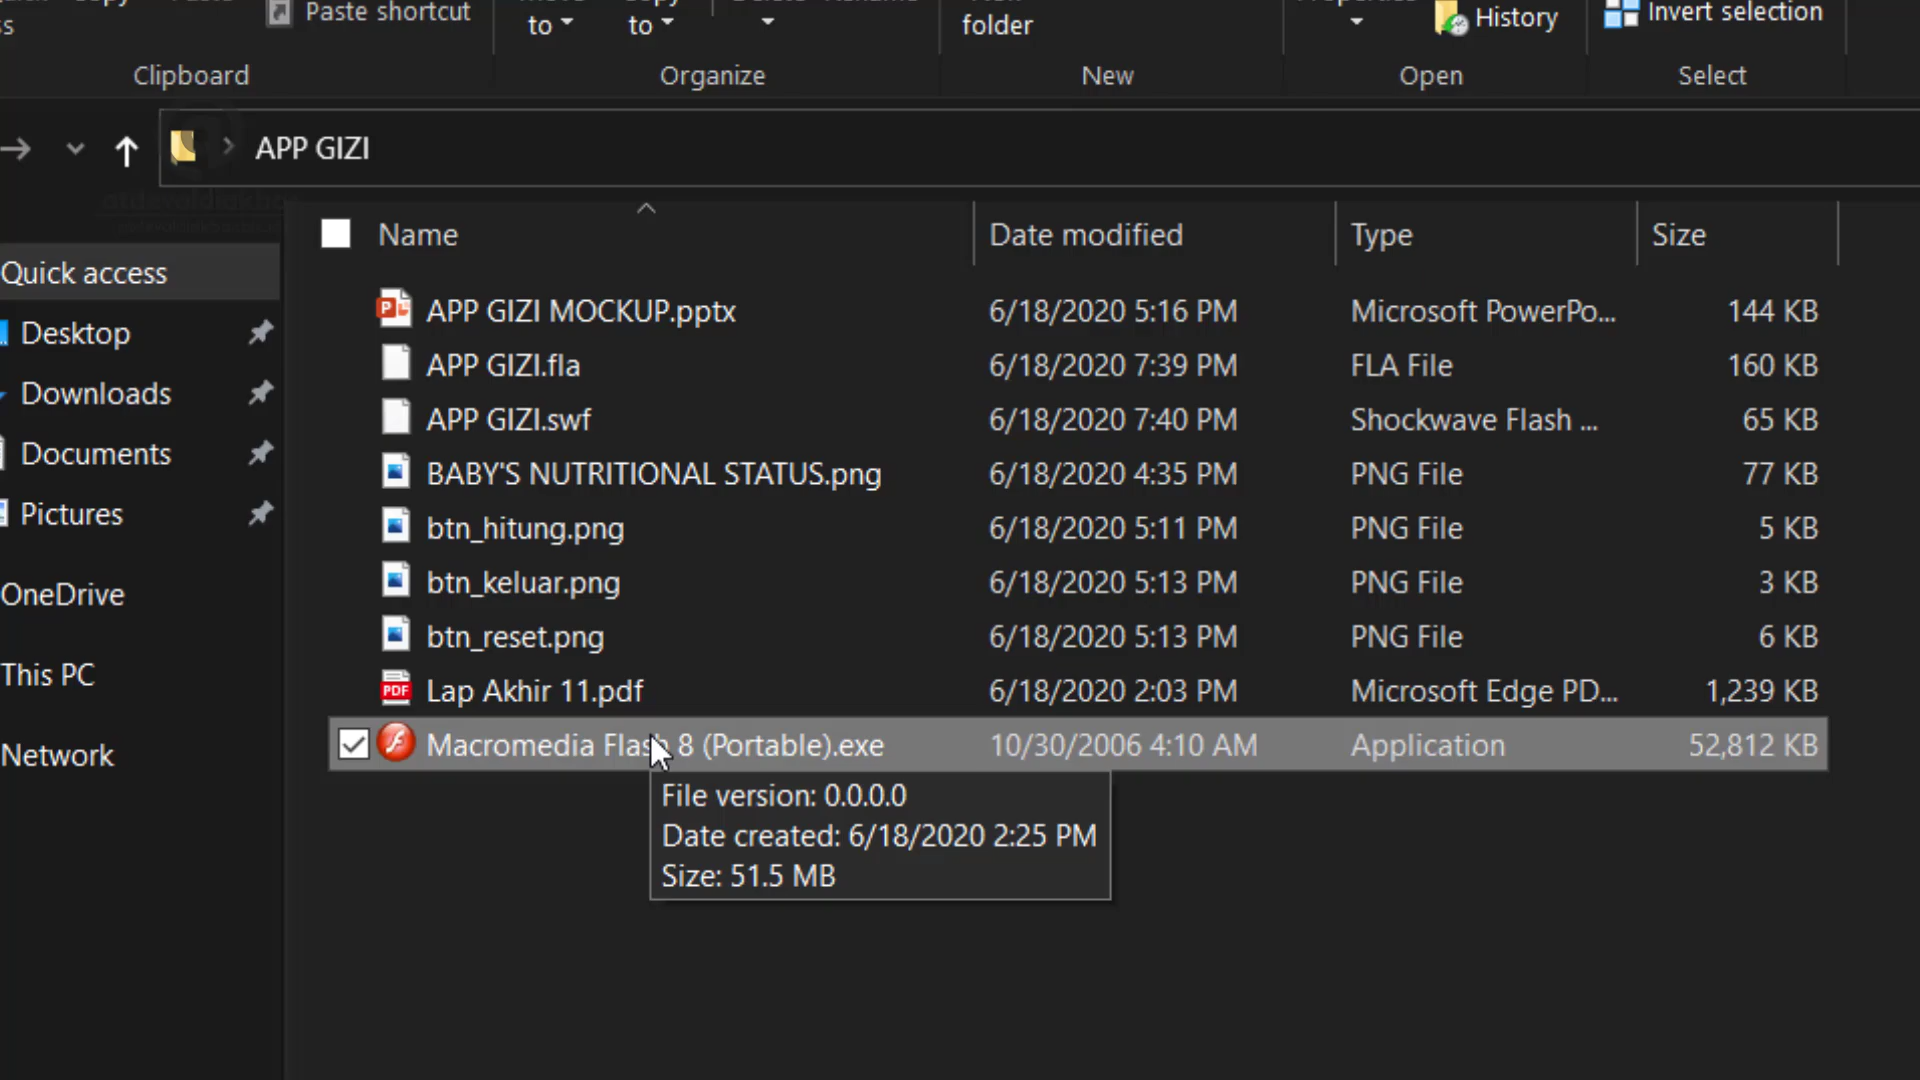 Paste shortcut
to
to
folder
History
Invert selection
Clipboard
Organize
New
Open
Select
APP GIZI
Name
Date modified
Type
Size
Quick access
Desktop
Downloads
Documents
Pictures
OneDrive
This PC
Network
APP GIZI MOCKUP.pptx 6/18/2020 5:16 PM Microsoft PowerPo... 144 KB
APP GIZI.fla 6/18/2020 7:39 PM FLA File 160 KB
APP GIZI.swf 6/18/2020 7:40 PM Shockwave Flash ... 65 KB
BABY'S NUTRITIONAL STATUS.png 6/18/2020 4:35 PM PNG File 77 KB
btn_hitung.png 6/18/2020 5:11 PM PNG File 5 KB
btn_keluar.png 6/18/2020 5:13 PM PNG File 3 KB
btn_reset.png 6/18/2020 5:13 PM PNG File 6 KB
Lap Akhir 11.pdf 6/18/2020 2:03 PM Microsoft Edge PD... 1,239 KB
Macromedia Flash 8 (Portable).exe 10/30/2006 4:10 AM Application 52,812 KB
File version: 0.0.0.0
Date created: 6/18/2020 2:25 PM
Size: 51.5 MB